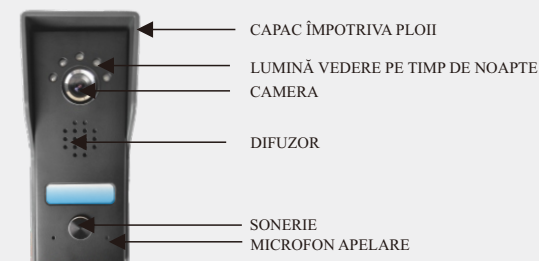 CAPAC ÎMPOTRIVA PLOII
LUMINĂ VEDERE PE TIMP DE NOAPTE
CAMERA
DIFUZOR
SONERIE
MICROFON APELARE